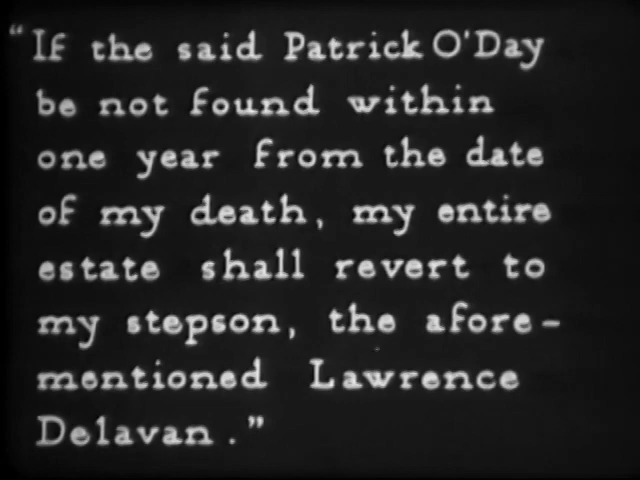 “If the said Patrick O'Day
be not found within
one year from the date
of my death, my entire
estate shall revert to
my stepson, the afore-
mentioned Lawrence
Delavan.”